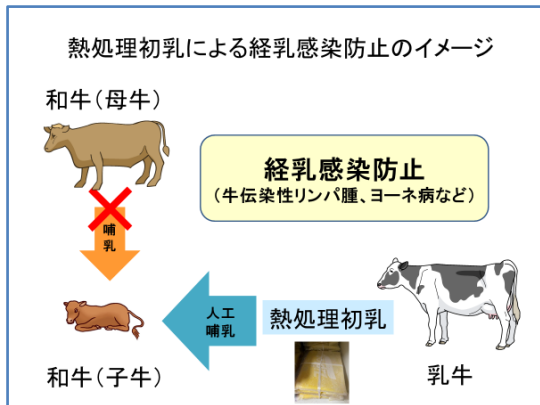 熱処理初乳による経乳感染防止のイメージ
和牛（母牛）
経乳感染防止
（牛伝染性リンパ腫、ヨーネ病など）
哺
乳
人工
哺乳
熱処理初乳
和牛（子牛）
乳牛